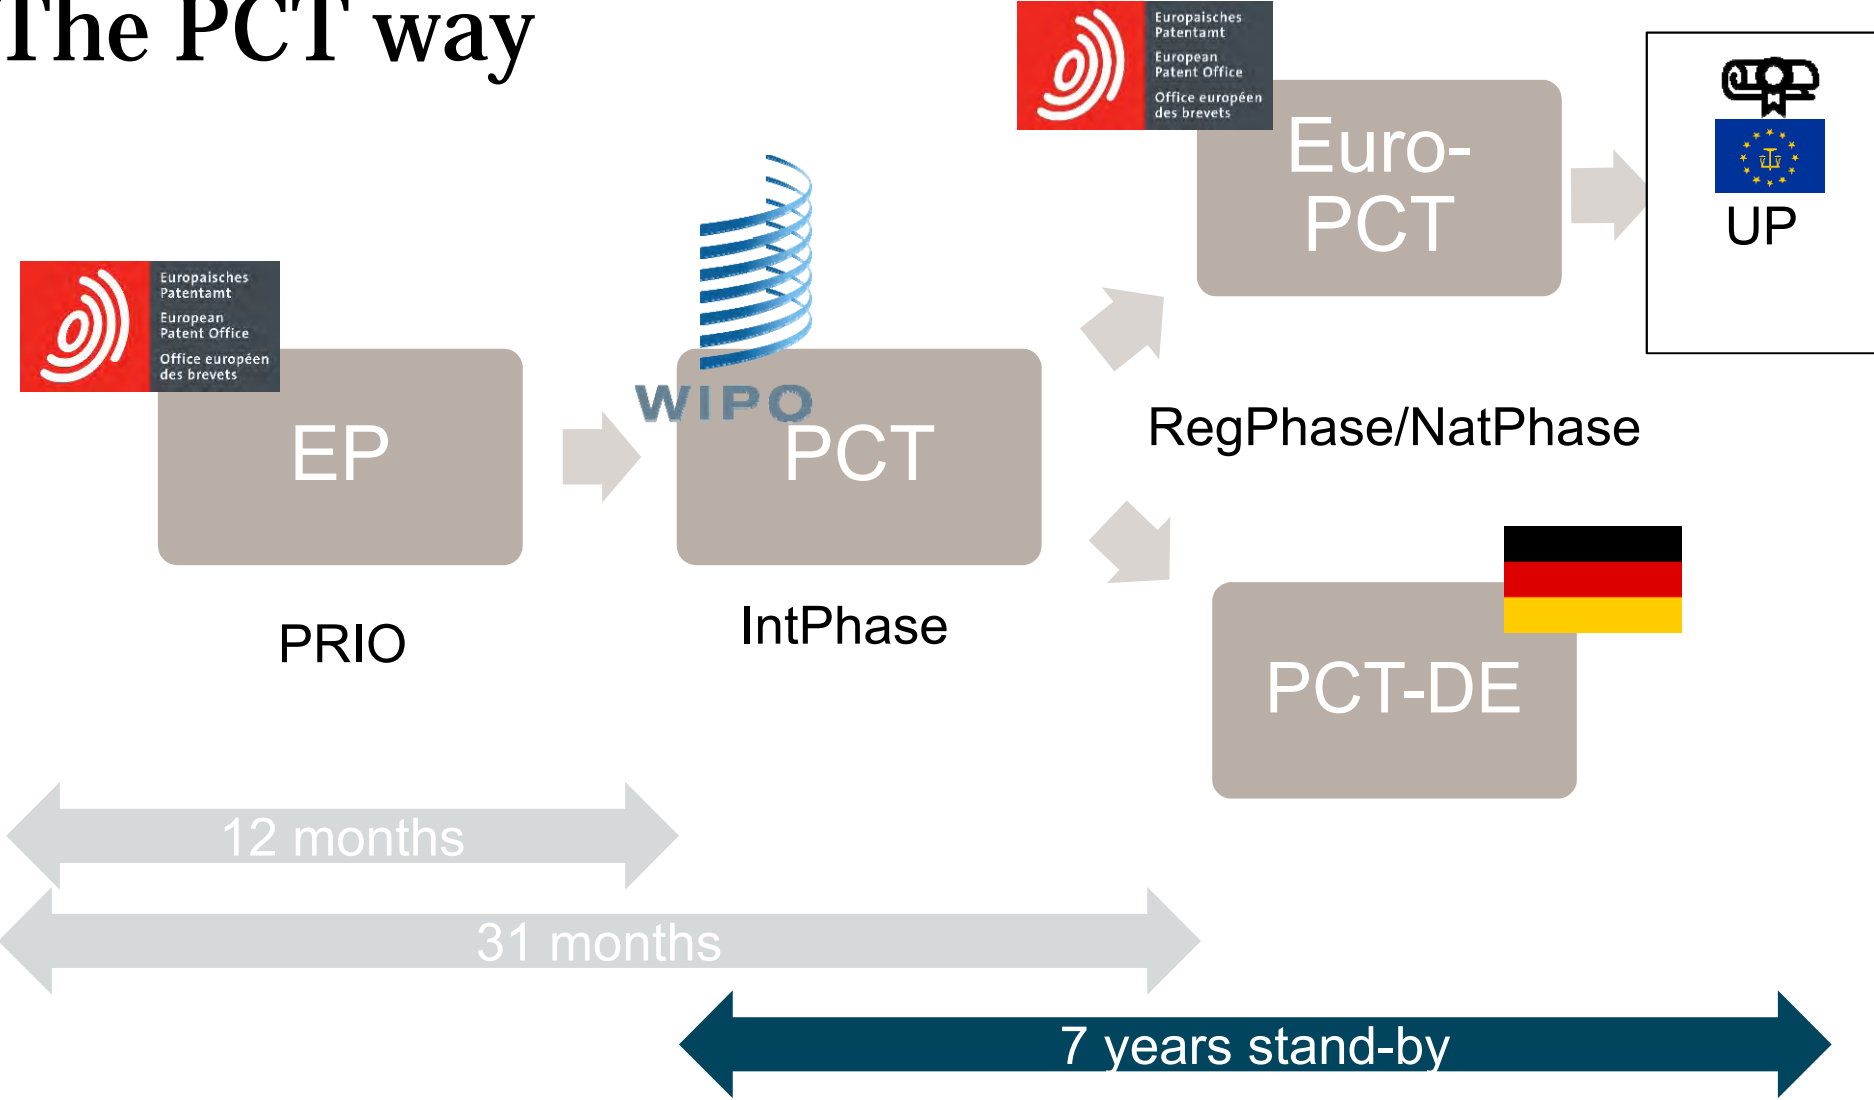 The PCT way
Europaisches
Patentamt
European
Patent Office
Office européen
des brevets
Euro-
PCT
UP
Europaisches
Patentamt
European
Patent Office
Office européen
des brevets
EP
WIPO
PCT
RegPhase/NatPhase
PRIO
IntPhase
PCT-DE
12 months
31 months
7 years stand-by